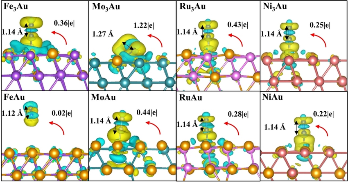 Fe₃Au
0.36|e|
1.14 Å
Mo₃Au
1.22|e|
1.27 Å
Ru₃Au
0.43|e|
1.14 Å
Ni₃Au
0.25|e|
1.14 Å
FeAu
0.02|e|
1.12 Å
MoAu
0.44|e|
1.14 Å
RuAu
0.28|e|
1.14 Å
NiAu
0.22|e|
1.14 Å